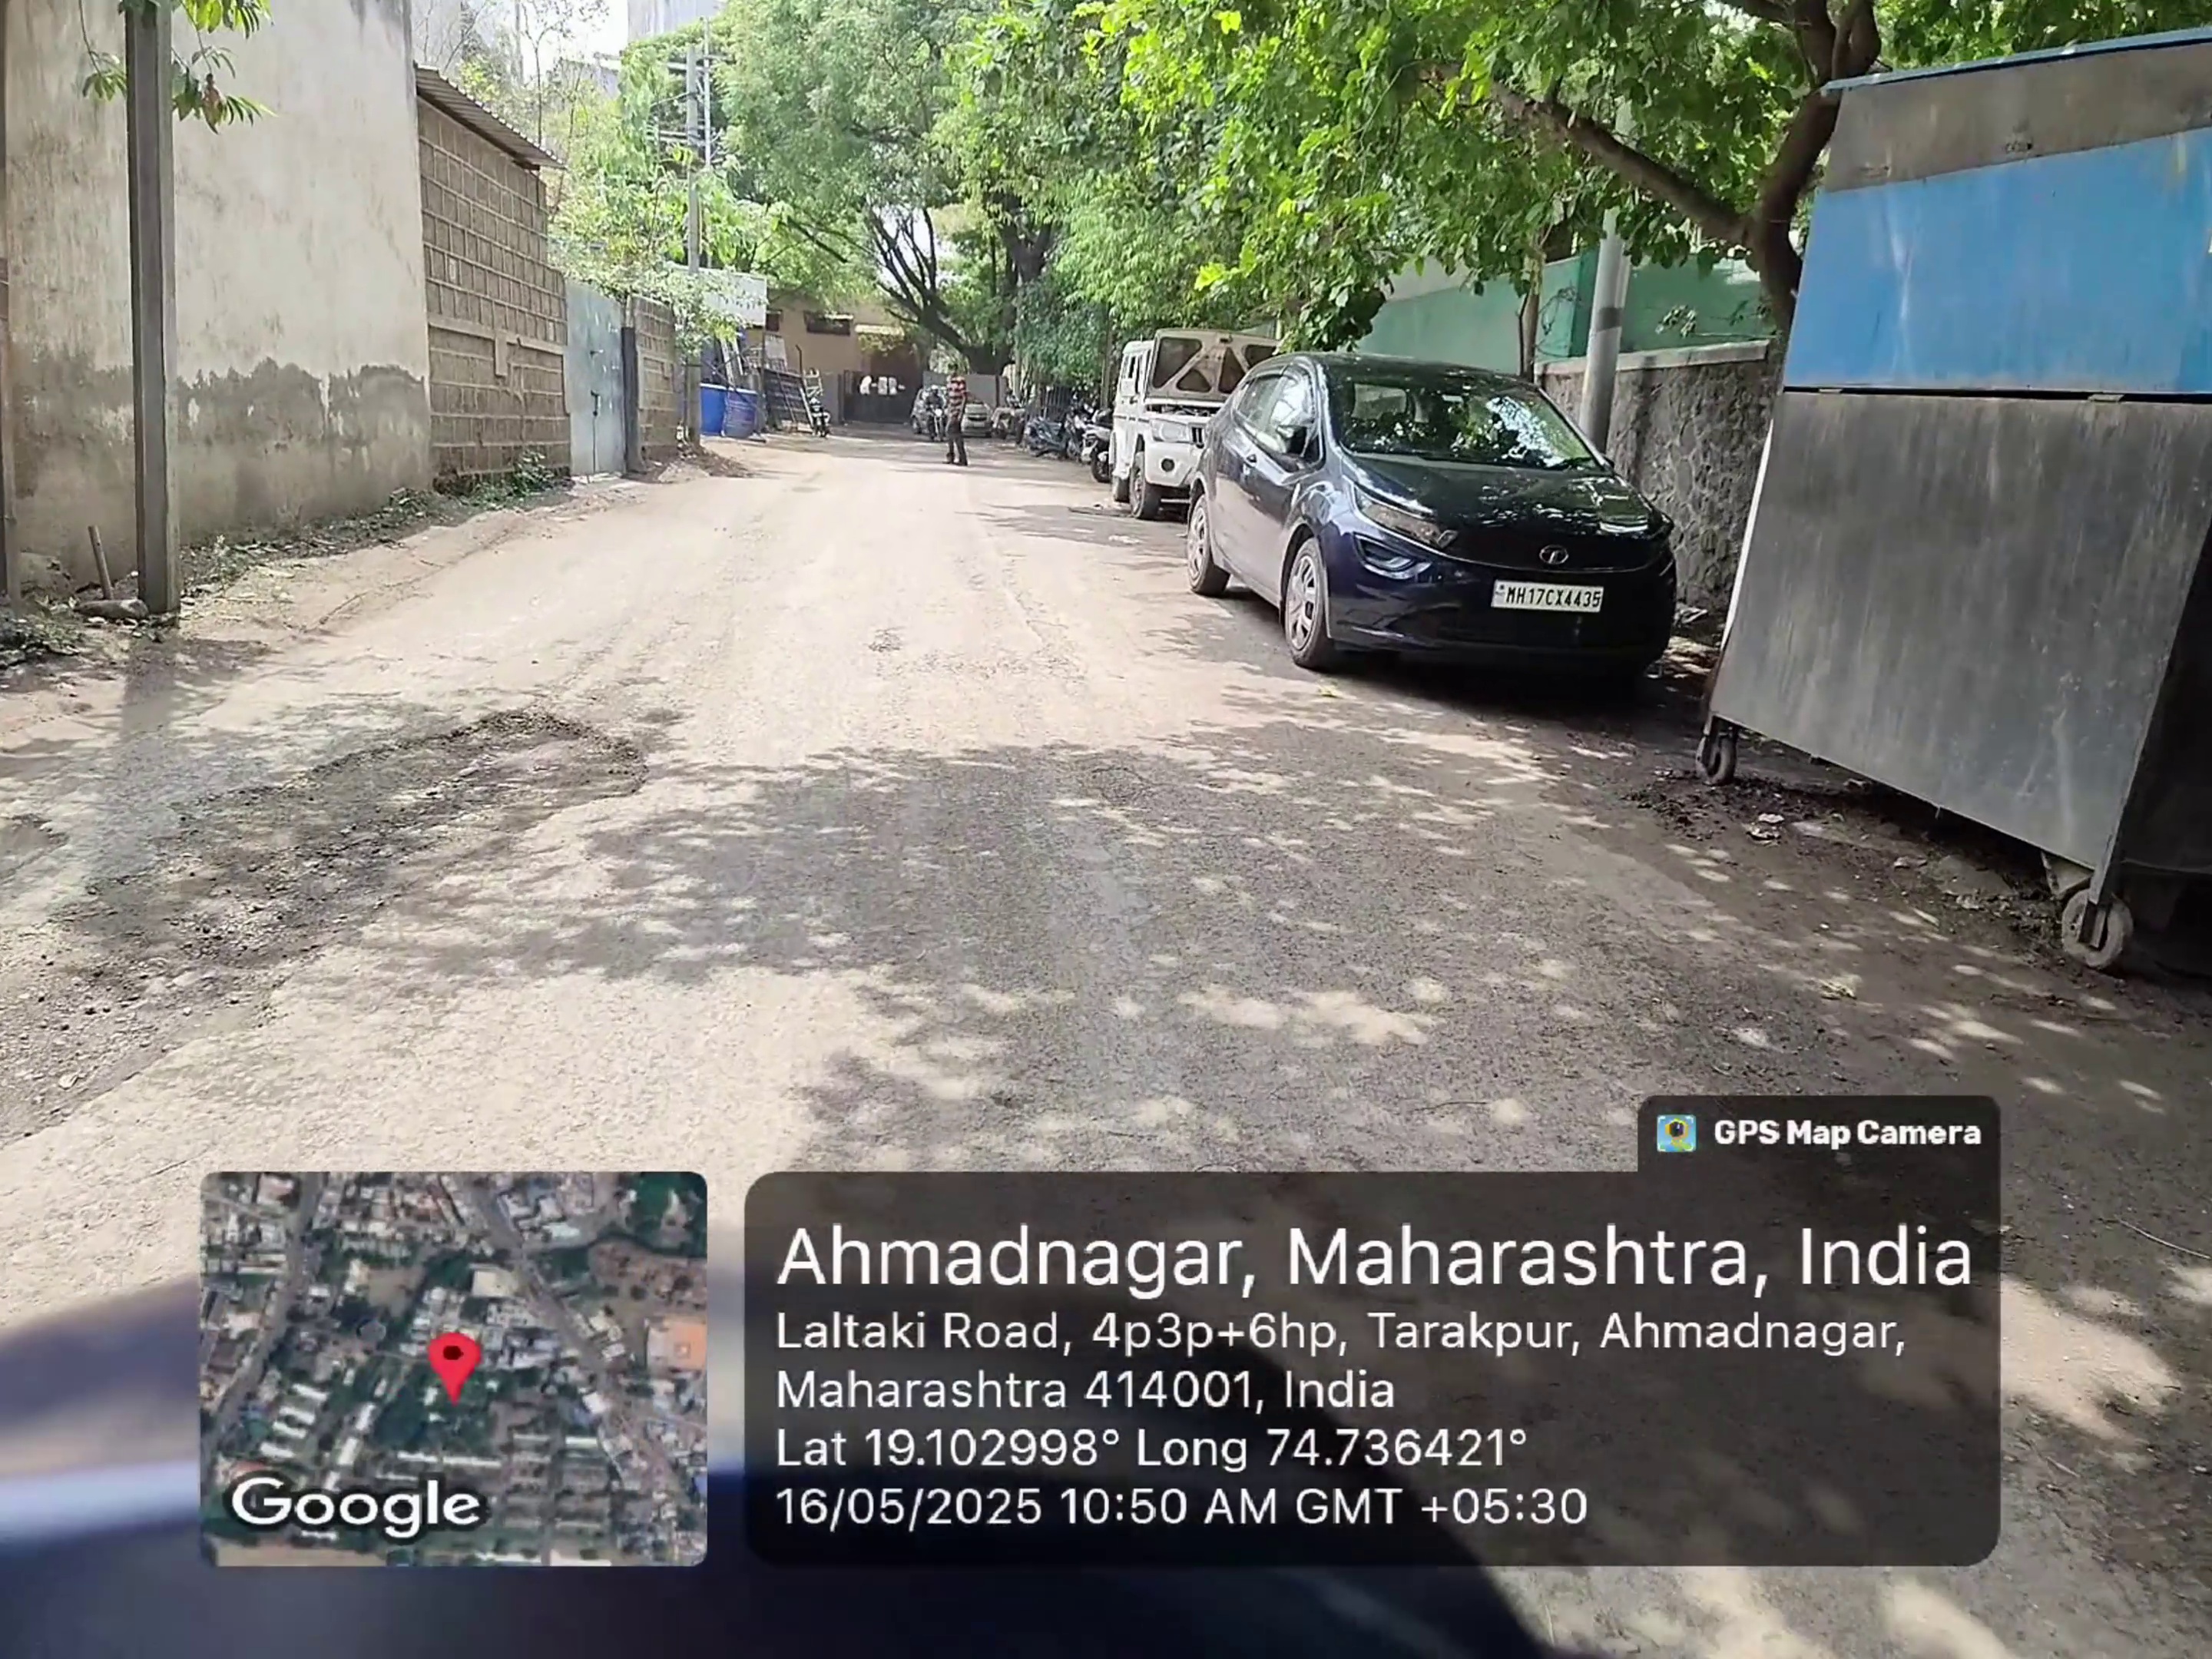 MH17CX4435
GPS Map Camera
Ahmadnagar, Maharashtra, India
Laltaki Road, 4p3p+6hp, Tarakpur, Ahmadnagar,
Maharashtra 414001, India
Lat 19.102998° Long 74.736421°
16/05/2025 10:50 AM GMT +05:30
Google